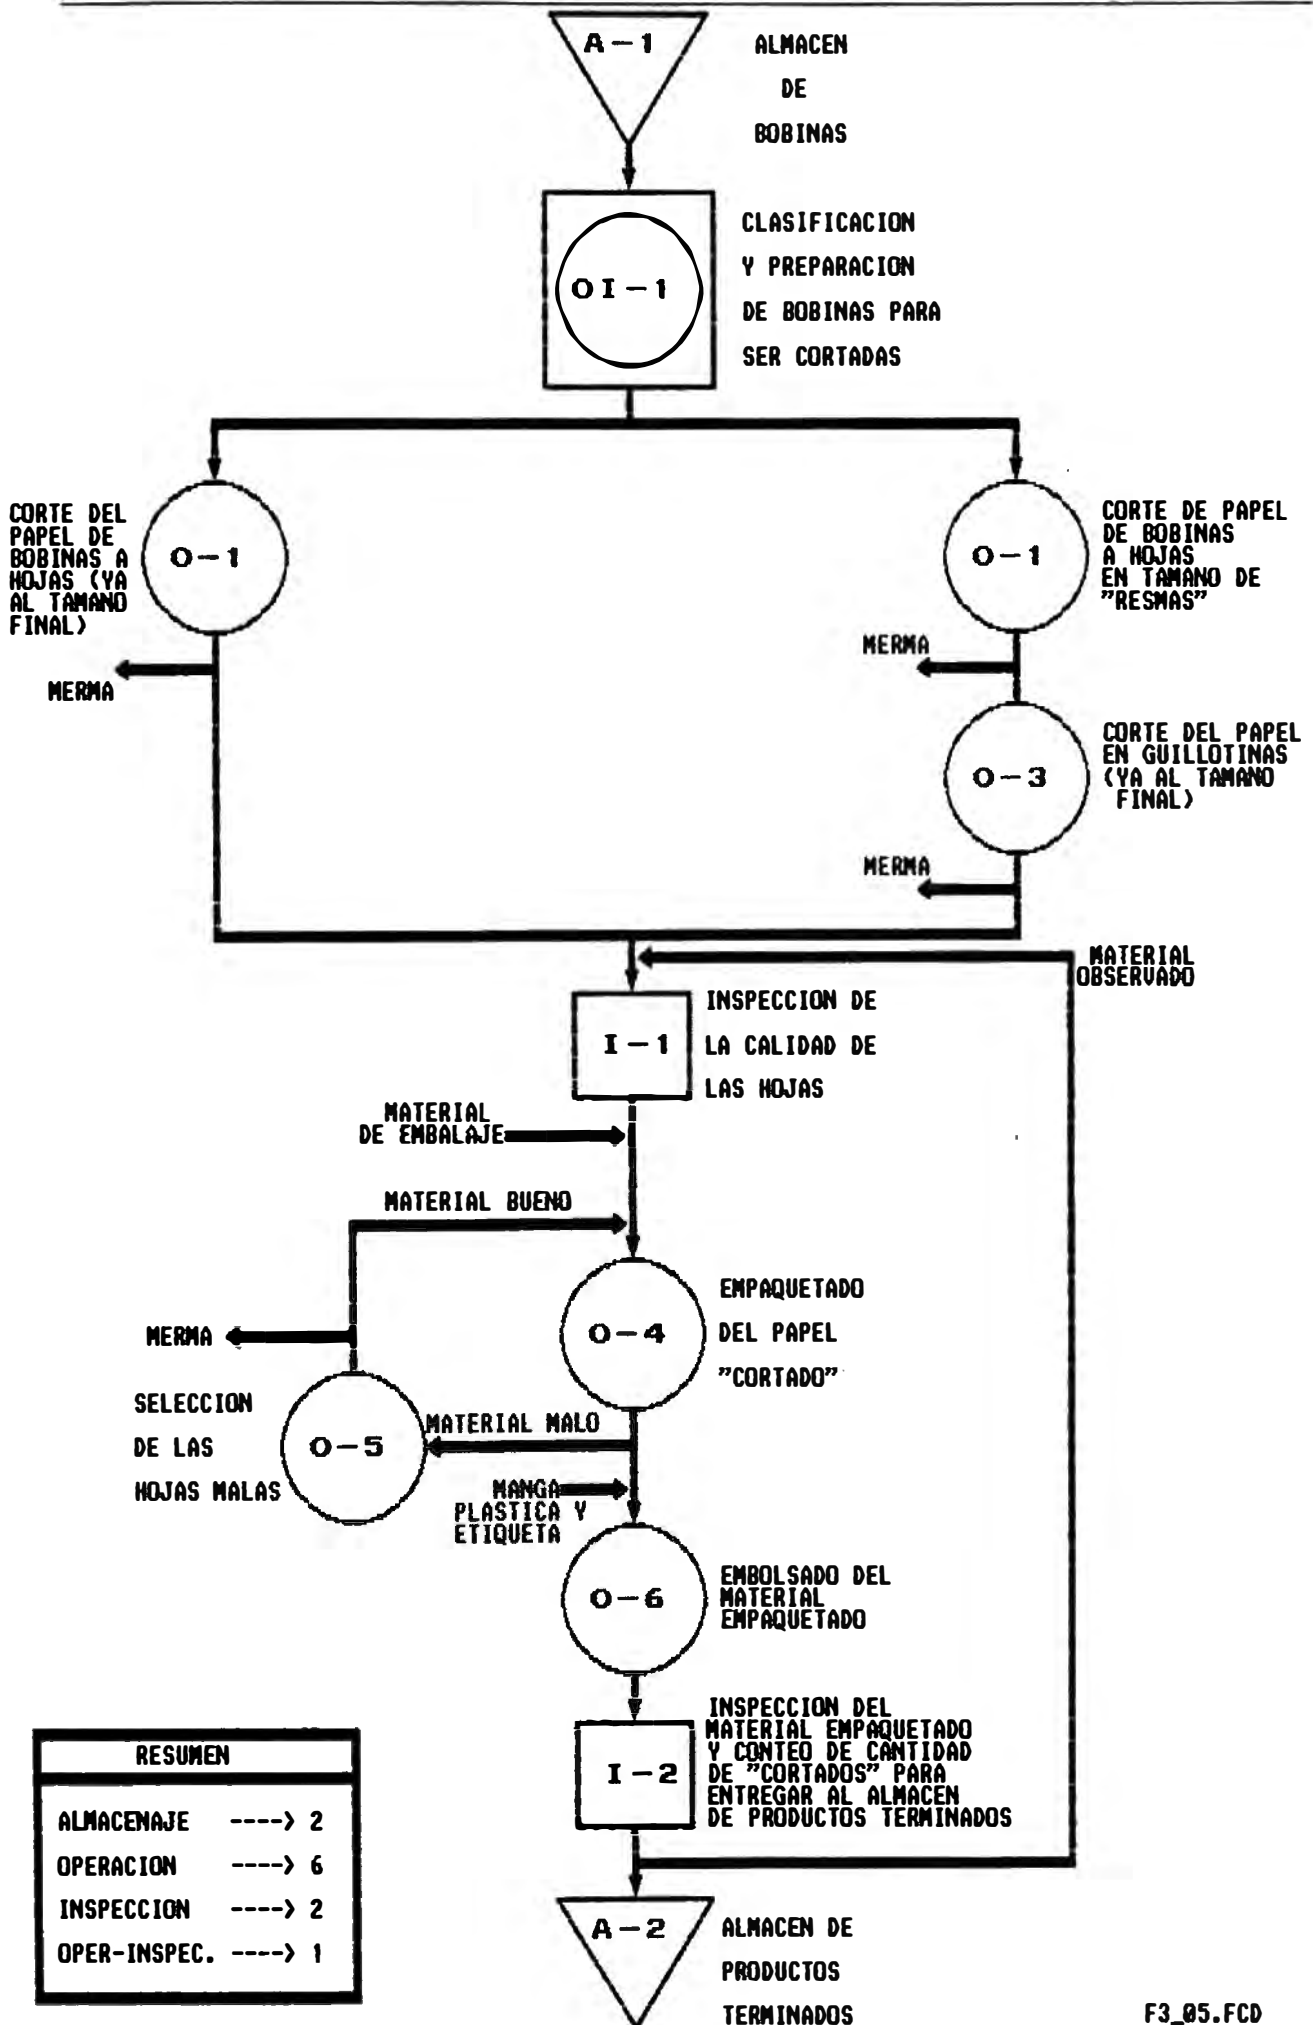 A-1
ALMACEN
DE
BOBINAS
OI-1
CLASIFICACION
Y PREPARACION
DE BOBINAS PARA
SER CORTADAS
CORTE DEL
PAPEL DE
BOBINAS A
HOJAS (YA
AL TAMANO
FINAL)
O-1
MERMA
O-1
CORTE DE PAPEL
DE BOBINAS
A HOJAS
EN TAMANO DE
"RESMAS"
MERMA
O-3
CORTE DEL PAPEL
EN GUILLOTINAS
(YA AL TAMANO
FINAL)
MERMA
MATERIAL
OBSERVADO
I-1
INSPECCION DE
LA CALIDAD DE
LAS HOJAS
MATERIAL
DE EMBALAJE
MATERIAL BUENO
O-4
EMPAQUETADO
DEL PAPEL
"CORTADO"
MERMA
SELECCION
DE LAS
HOJAS MALAS
O-5
MATERIAL MALO
MANGA
PLASTICA Y
ETIQUETA
O-6
EMBOLSADO DEL
MATERIAL
EMPAQUETADO
I-2
INSPECCION DEL
MATERIAL EMPAQUETADO
Y CONTEO DE CANTIDAD
DE "CORTADOS" PARA
ENTREGAR AL ALMACEN
DE PRODUCTOS TERMINADOS
RESUMEN
ALMACENAJE ----> 2
OPERACION ----> 6
INSPECCION ----> 2
OPER-INSPEC. ----> 1
A-2
ALMACEN DE
PRODUCTOS
TERMINADOS
F3_05.FCD